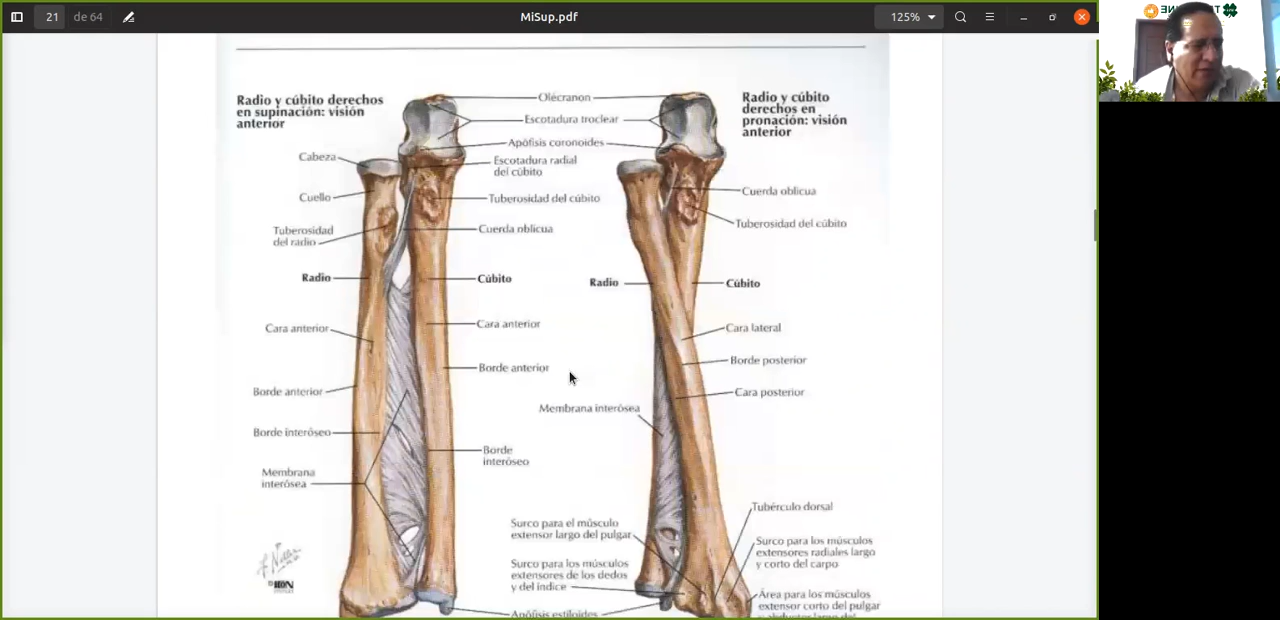 21 de 64
MiSup.pdf
125%
Radio y cúbito derechos
en supinación: visión
anterior
Olécranon
Escotadura troclear
Apófisis coronoides
Radio y cúbito
derechos en
pronación: visión
anterior
Cabeza
Escotadura radial
del cúbito
Cuello
Tuberosidad del cúbito
Cuerda oblicua
Tuberosidad
del radio
Cuerda oblicua
Tuberosidad del cúbito
Radio
Cúbito
Radio
Cúbito
Cara anterior
Cara anterior
Cara lateral
Borde anterior
Borde posterior
Borde anterior
Cara posterior
Membrana interósea
Borde interóseo
Borde
interóseo
Membrana
interósea
Tubérculo dorsal
Surco para el músculo
extensor largo del pulgar
Surco para los músculos
extensores radiales largo
y corto del carpo
Surco para los músculos
extensores de los dedos
y del índice
Área para los músculos
extensor corto del pulgar
Apófisis estiloides